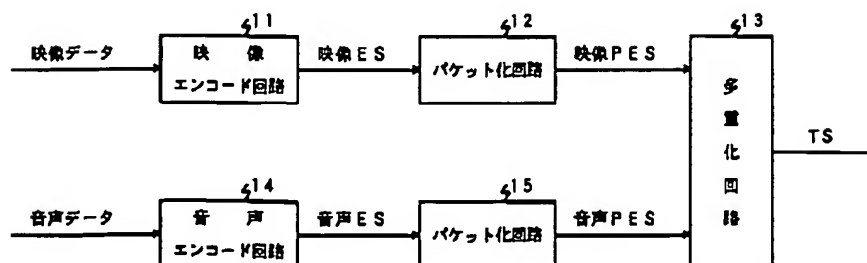 11
12
13
映像データ
映像
エンコード回路
映像ES
パケット化回路
映像PES
多重化回路
TS
14
15
音声データ
音声
エンコード回路
音声ES
パケット化回路
音声PES